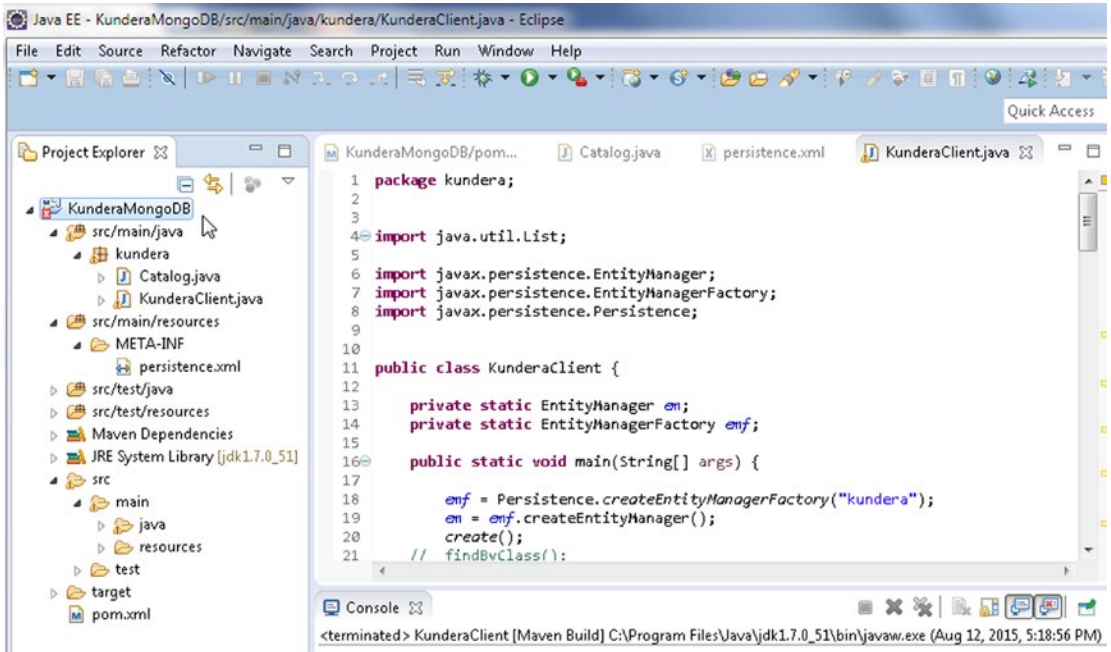 Java EE - KunderaMongoDB/src/main/java/kundera/KunderaClient.java - Eclipse
File Edit Source Refactor Navigate Search Project Run Window Help
Quick Access
Project Explorer
KunderaMongoDB
src/main/java
kundera
Catalog.java
KunderaClient.java
src/main/resources
META-INF
persistence.xml
src/test/java
src/test/resources
Maven Dependencies
JRE System Library [jdk1.7.0_51]
src
main
java
resources
test
target
pom.xml
KunderaMongoDB/pom... Catalog.java persistence.xml KunderaClient.java
1 package kundera;
2
3
4 import java.util.List;
5
6 import javax.persistence.EntityManager;
7 import javax.persistence.EntityManagerFactory;
8 import javax.persistence.Persistence;
9
10
11 public class KunderaClient {
12
13 private static EntityManager em;
14 private static EntityManagerFactory emf;
15
16 public static void main(String[] args) {
17
18 emf = Persistence.createEntityManagerFactory("kundera");
19 em = emf.createEntityManager();
20 create();
21 // findByClass();
Console
<terminated> KunderaClient [Maven Build] C:\Program Files\Java\jdk1.7.0_51\bin\javaw.exe (Aug 12, 2015, 5:18:56 PM)